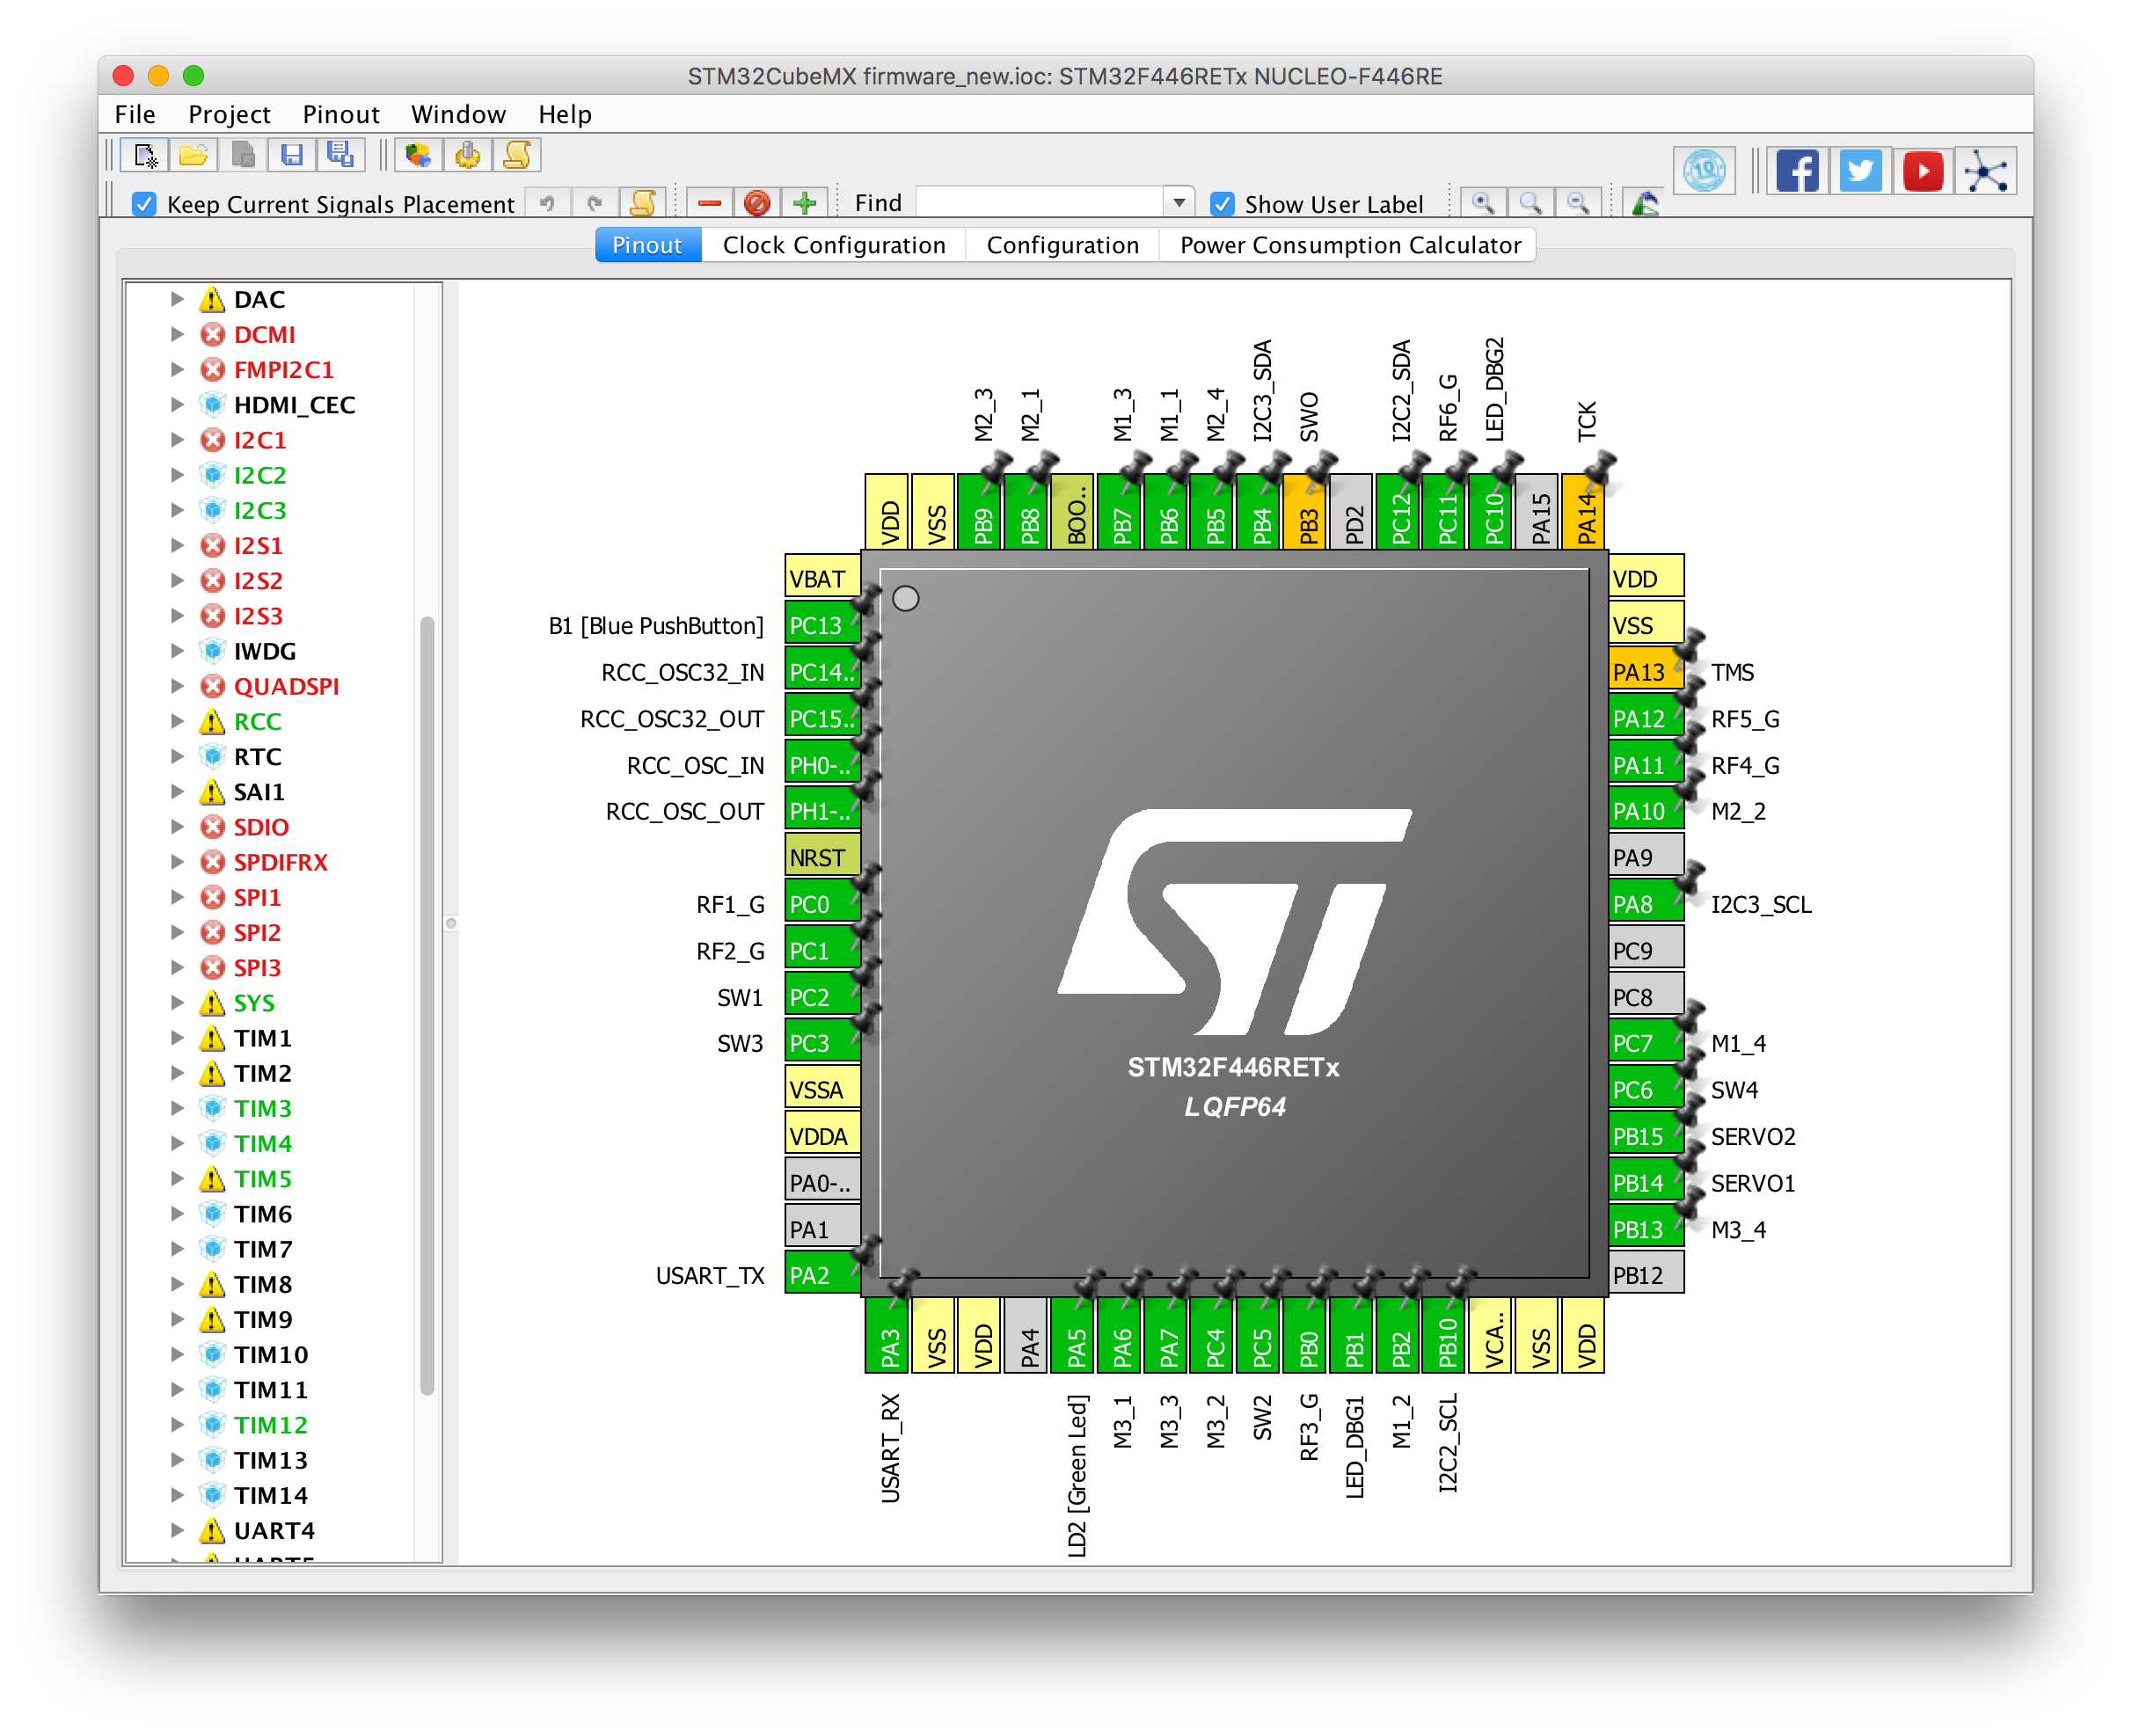 STM32CubeMX firmware_new.ioc: STM32F446RETx NUCLEO-F446RE
File Project Pinout Window Help
10
Keep Current Signals Placement Find Show User Label
Pinout Clock Configuration Configuration Power Consumption Calculator
DAC
DCMI
FMPI2C1
HDMI_CEC
I2C1
I2C2
I2C3
I2S1
I2S2
I2S3
IWDG
QUADSPI
RCC
RTC
SAI1
SDIO
SPDIFRX
SPI1
SPI2
SPI3
SYS
TIM1
TIM2
TIM3
TIM4
TIM5
TIM6
TIM7
TIM8
TIM9
TIM10
TIM11
TIM12
TIM13
TIM14
UART4
UART5
M2_3
M2_1
M1_3
M1_1
M2_4
I2C3_SDA
SWO
I2C2_SDA
RF6_G
LED_DBG2
TCK
VDD
VSS
PB9
PB8
BOO..
PB7
PB6
PB5
PB4
PB3
PD2
PC12
PC11
PC10
PA15
PA14
VBAT
B1 [Blue PushButton] PC13
RCC_OSC32_IN PC14..
RCC_OSC32_OUT PC15..
RCC_OSC_IN PH0-..
RCC_OSC_OUT PH1-..
NRST
RF1_G PC0
RF2_G PC1
SW1 PC2
SW3 PC3
VSSA
VDDA
PA0-..
PA1
USART_TX PA2
ST
STM32F446RETx
LQFP64
VDD
VSS
PA13 TMS
PA12 RF5_G
PA11 RF4_G
PA10 M2_2
PA9
PA8 I2C3_SCL
PC9
PC8
PC7 M1_4
PC6 SW4
PB15 SERVO2
PB14 SERVO1
PB13 M3_4
PB12
PA3
VSS
VDD
PA4
PA5
PA6
PA7
PC4
PC5
PB0
PB1
PB2
PB10
VCA..
VSS
VDD
USART_RX
LD2 [Green Led]
M3_1
M3_3
M3_2
SW2
RF3_G
LED_DBG1
M1_2
I2C2_SCL